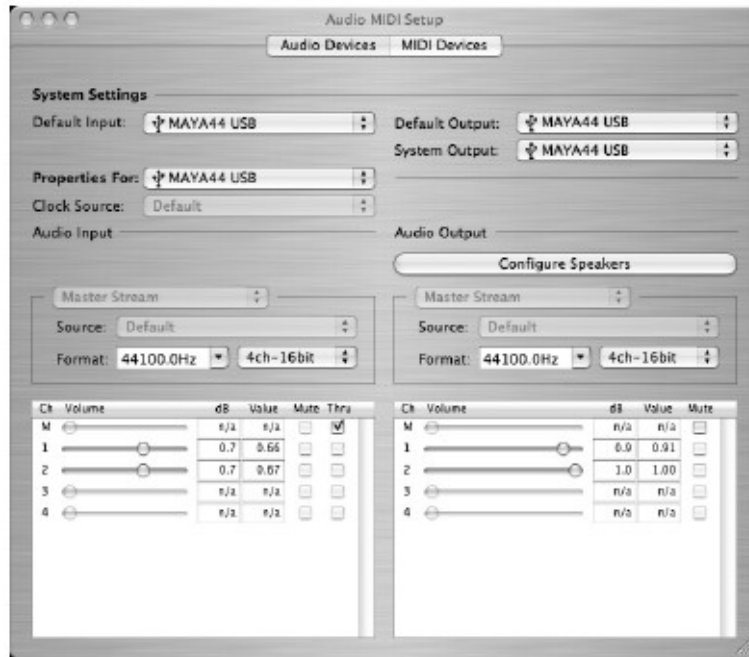 Audio MIDI Setup
Audio Devices MIDI Devices
System Settings
Default Input: MAYA44 USB
Default Output: MAYA44 USB
System Output: MAYA44 USB
Properties For: MAYA44 USB
Clock Source: Default
Audio Input
Audio Output
Configure Speakers
Master Stream
Source: Default
Format: 44100.0Hz 4ch-16bit
Master Stream
Source: Default
Format: 44100.0Hz 4ch-16bit
Ch Volume dB Value Mute Thru
M n/a n/a
1 0.7 0.66
2 0.7 0.67
3 n/a n/a
4 n/a n/a
Ch Volume dB Value Mute
M n/a n/a
1 0.9 0.91
2 1.0 1.00
3 n/a n/a
4 n/a n/a